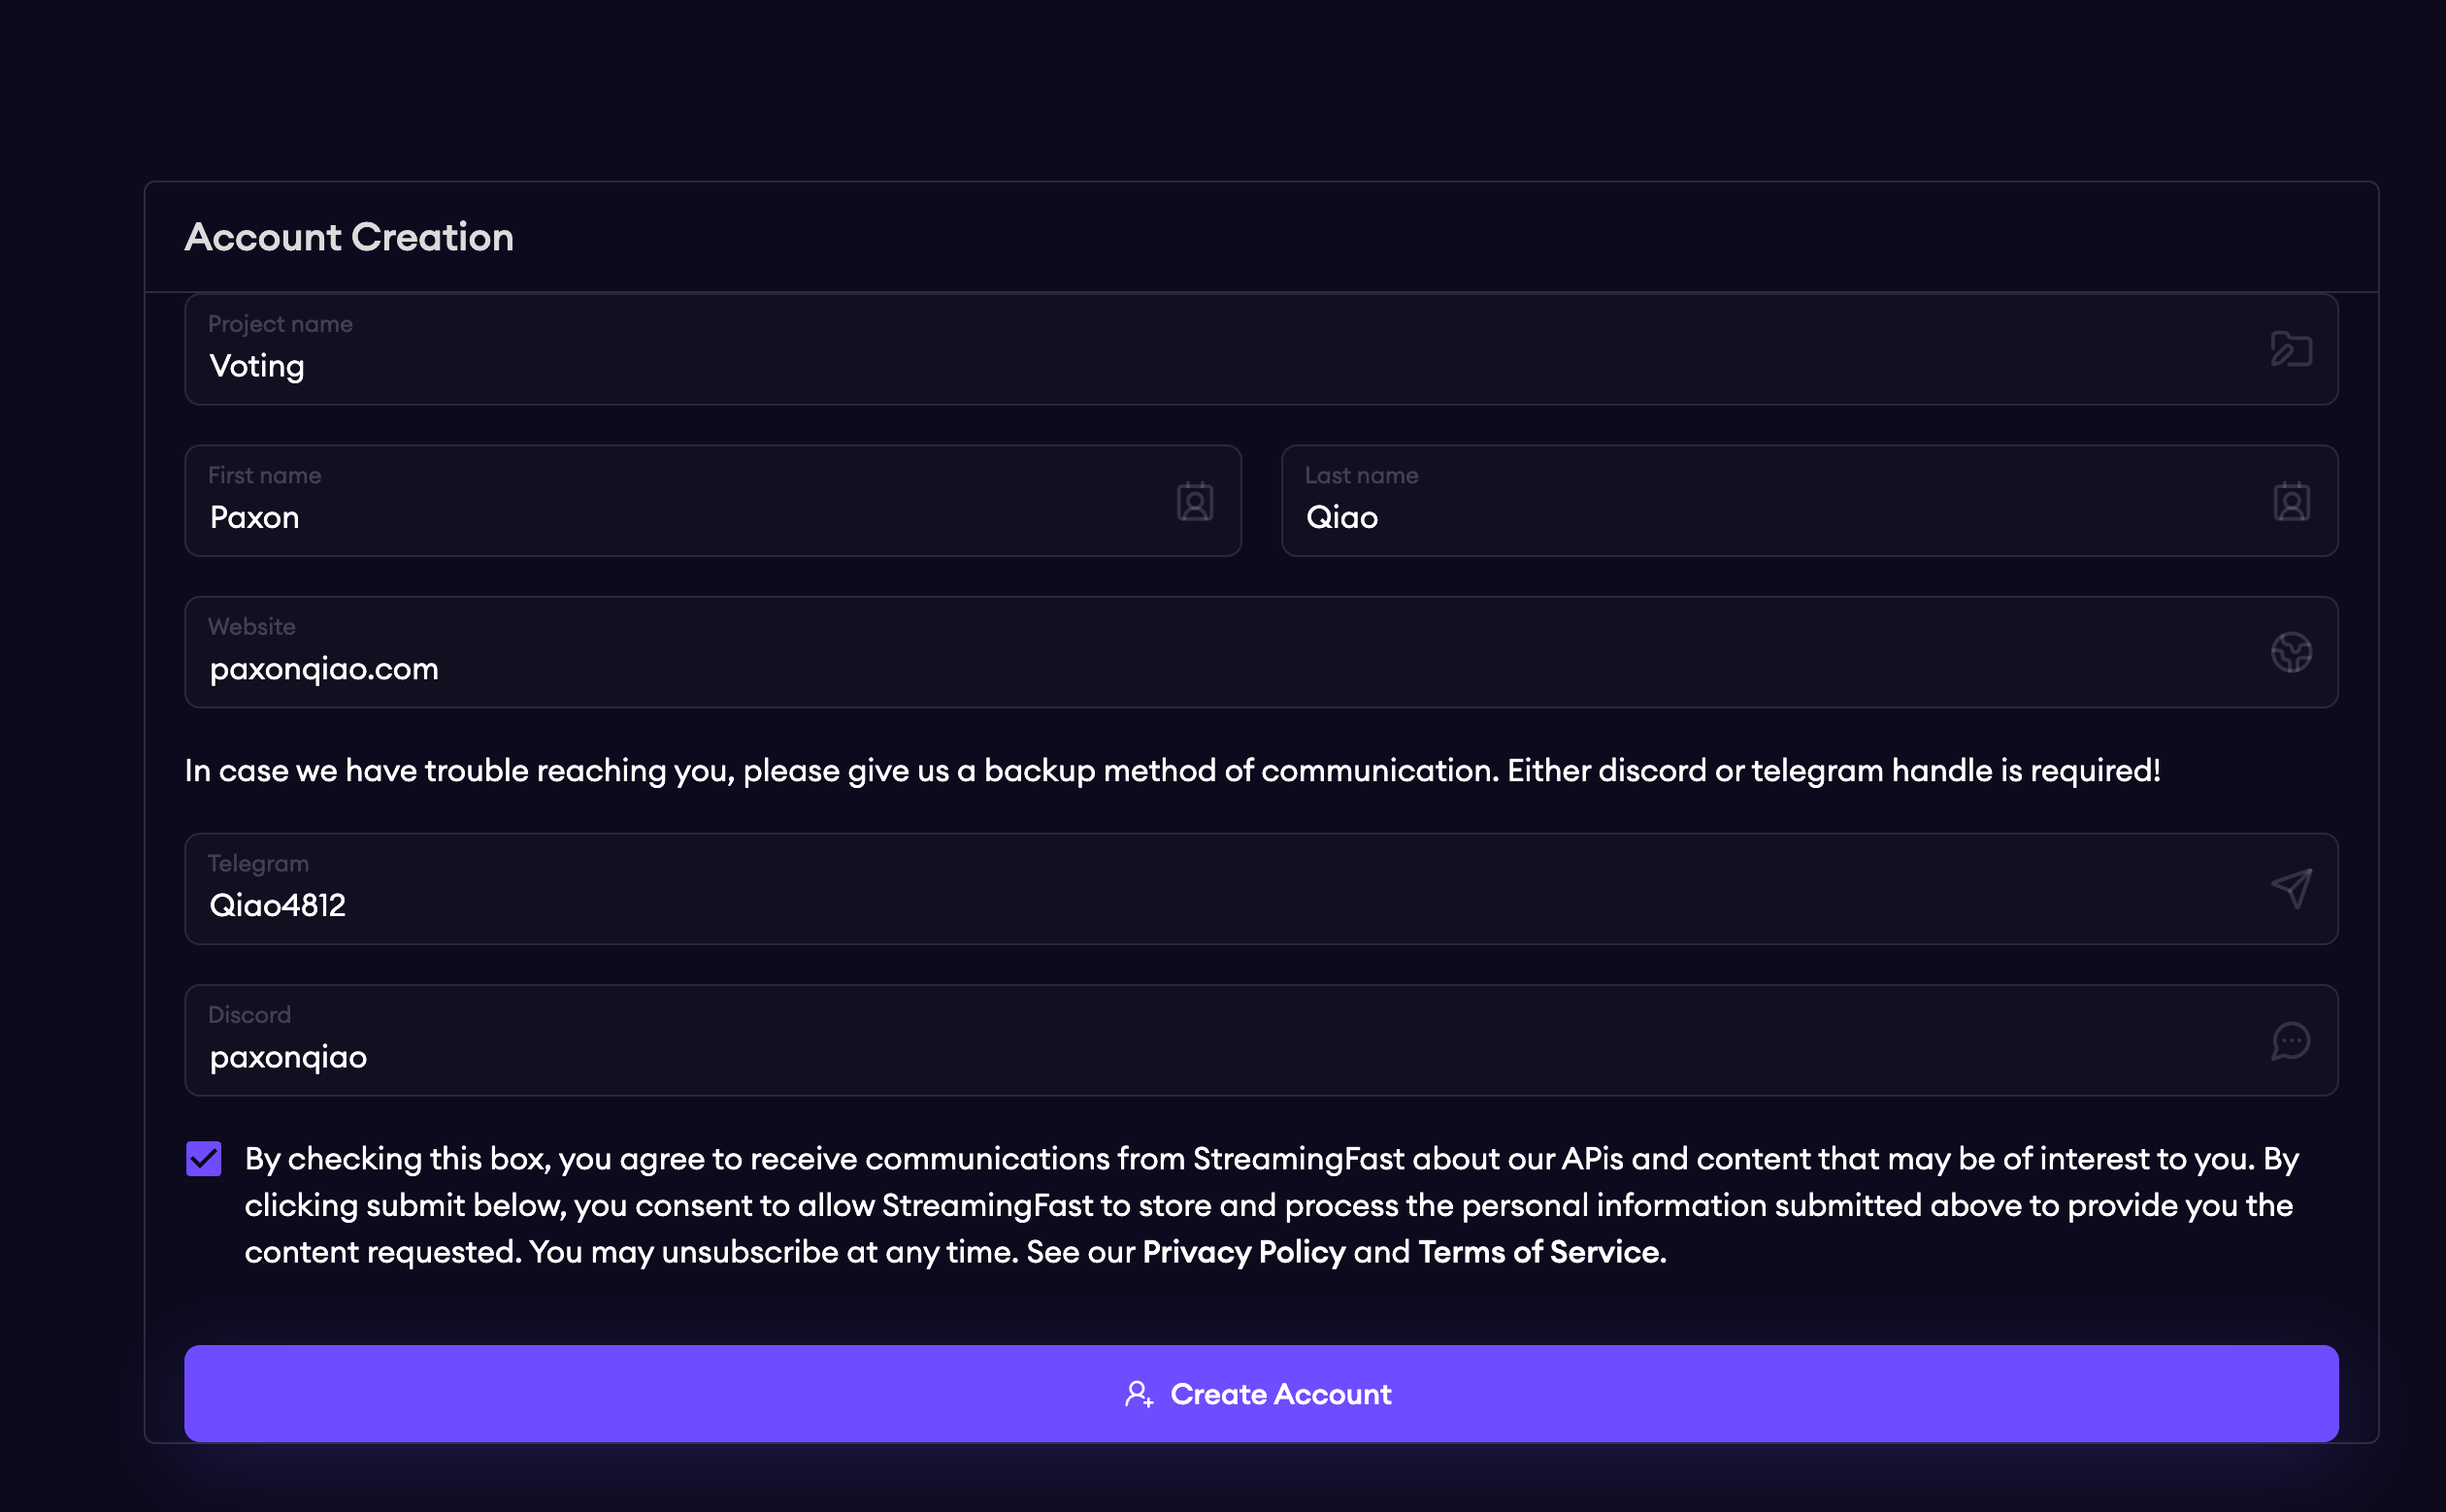 Account Creation
Project name
Voting
First name
Paxon
Last name
Qiao
Website
paxonqiao.com
In case we have trouble reaching you, please give us a backup method of communication. Either discord or telegram handle is required!
Telegram
Qiao4812
Discord
paxonqiao
By checking this box, you agree to receive communications from StreamingFast about our APis and content that may be of interest to you. By
clicking submit below, you consent to allow StreamingFast to store and process the personal information submitted above to provide you the
content requested. You may unsubscribe at any time. See our Privacy Policy and Terms of Service.
Create Account